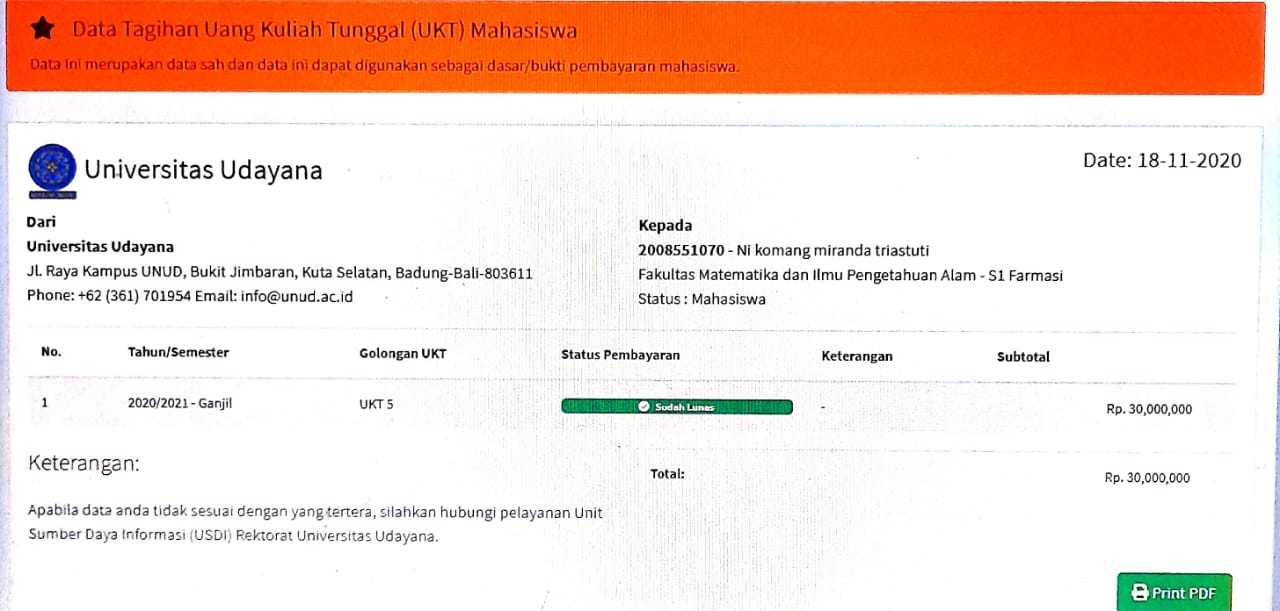 Data Tagihan Uang Kuliah Tunggal (UKT) Mahasiswa
Data ini merupakan data sah dan data ini dapat digunakan sebagai dasar/bukti pembayaran mahasiswa.
Universitas Udayana
Date: 18-11-2020
Dari
Universitas Udayana
Jl. Raya Kampus UNUD, Bukit Jimbaran, Kuta Selatan, Badung-Bali-803611
Phone: +62 (361) 701954 Email: info@unud.ac.id
Kepada
2008551070 - Ni komang miranda triastuti
Fakultas Matematika dan Ilmu Pengetahuan Alam - S1 Farmasi
Status : Mahasiswa
No. Tahun/Semester Golongan UKT Status Pembayaran Keterangan Subtotal
1 2020/2021 - Ganjil UKT 5 Sudah Lunas - Rp. 30,000,000
Total: Rp. 30,000,000
Keterangan:
Apabila data anda tidak sesuai dengan yang tertera, silahkan hubungi pelayanan Unit
Sumber Daya Informasi (USDI) Rektorat Universitas Udayana.
Print PDF